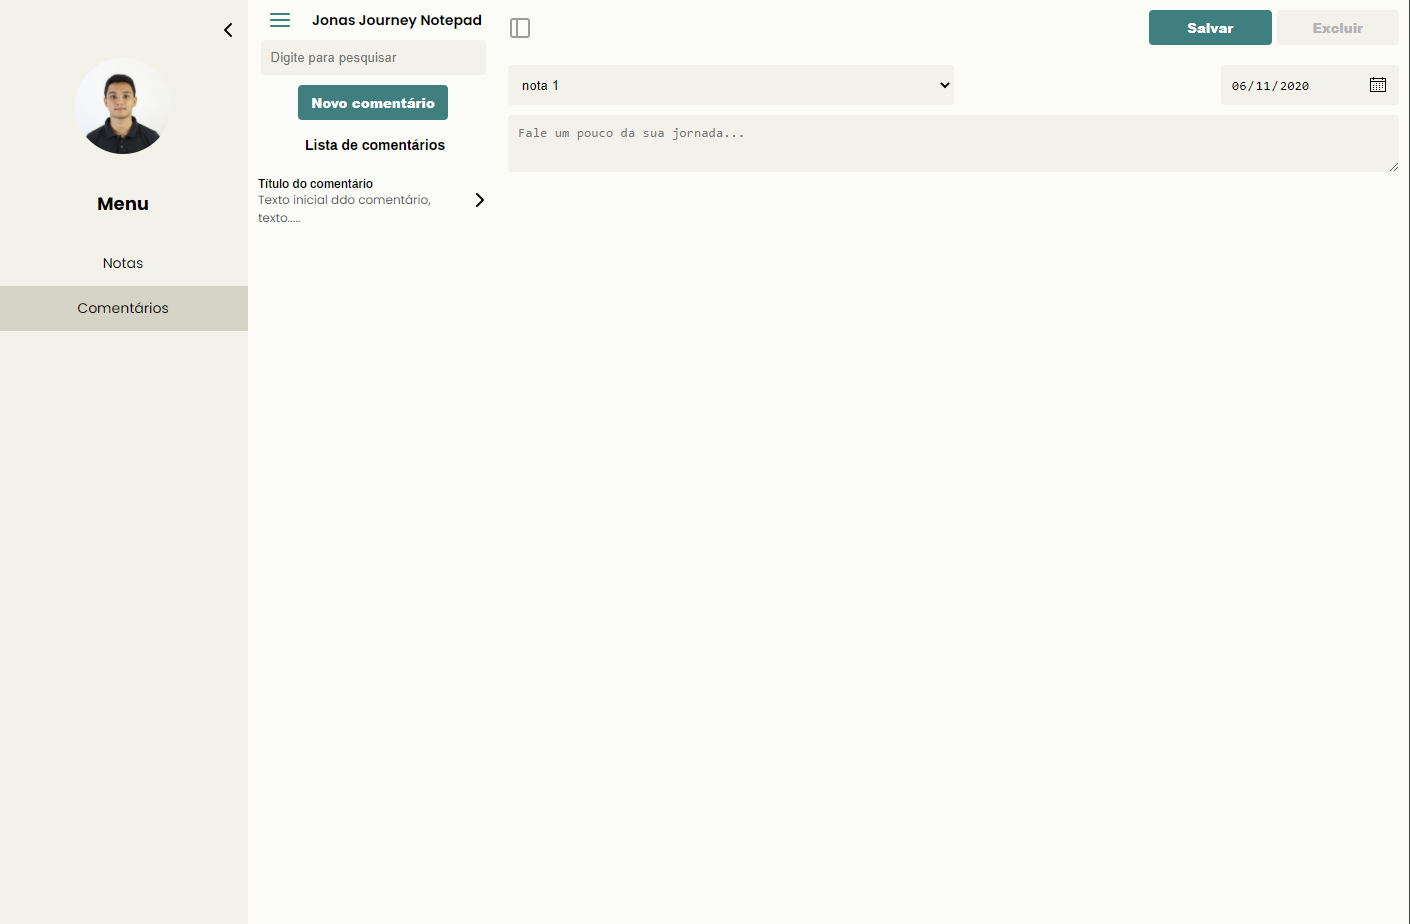 Menu
Notas
Comentários
Jonas Journey Notepad
Digite para pesquisar
Novo comentário
Lista de comentários
Título do comentário
Texto inicial ddo comentário,
texto.....
Salvar
Excluir
nota 1
06/11/2020
Fale um pouco da sua jornada...